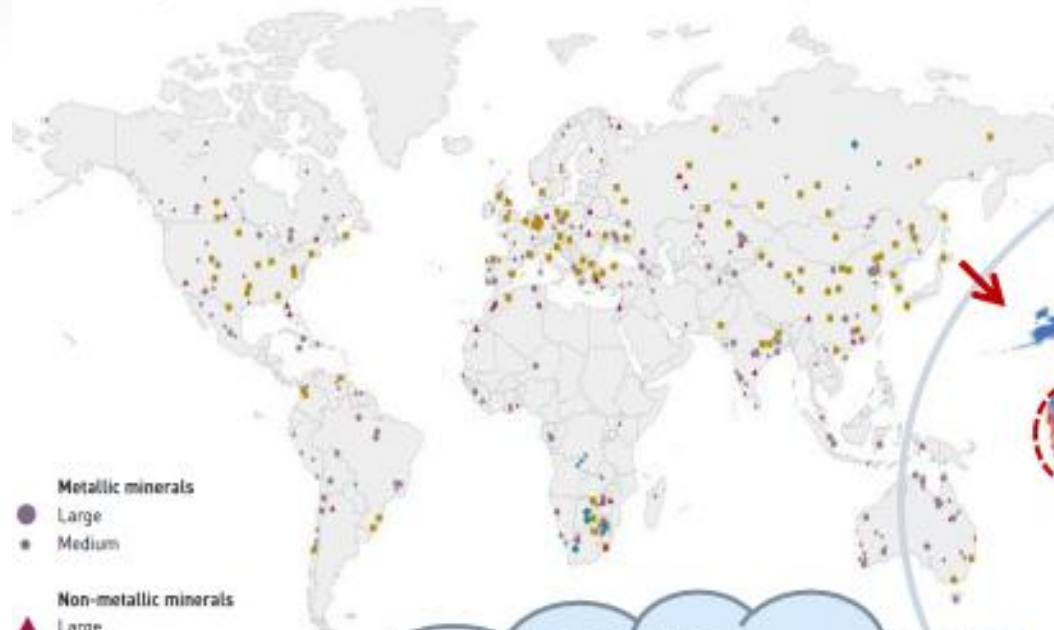 Metallic minerals
Large
Medium
Non-metallic minerals
Large